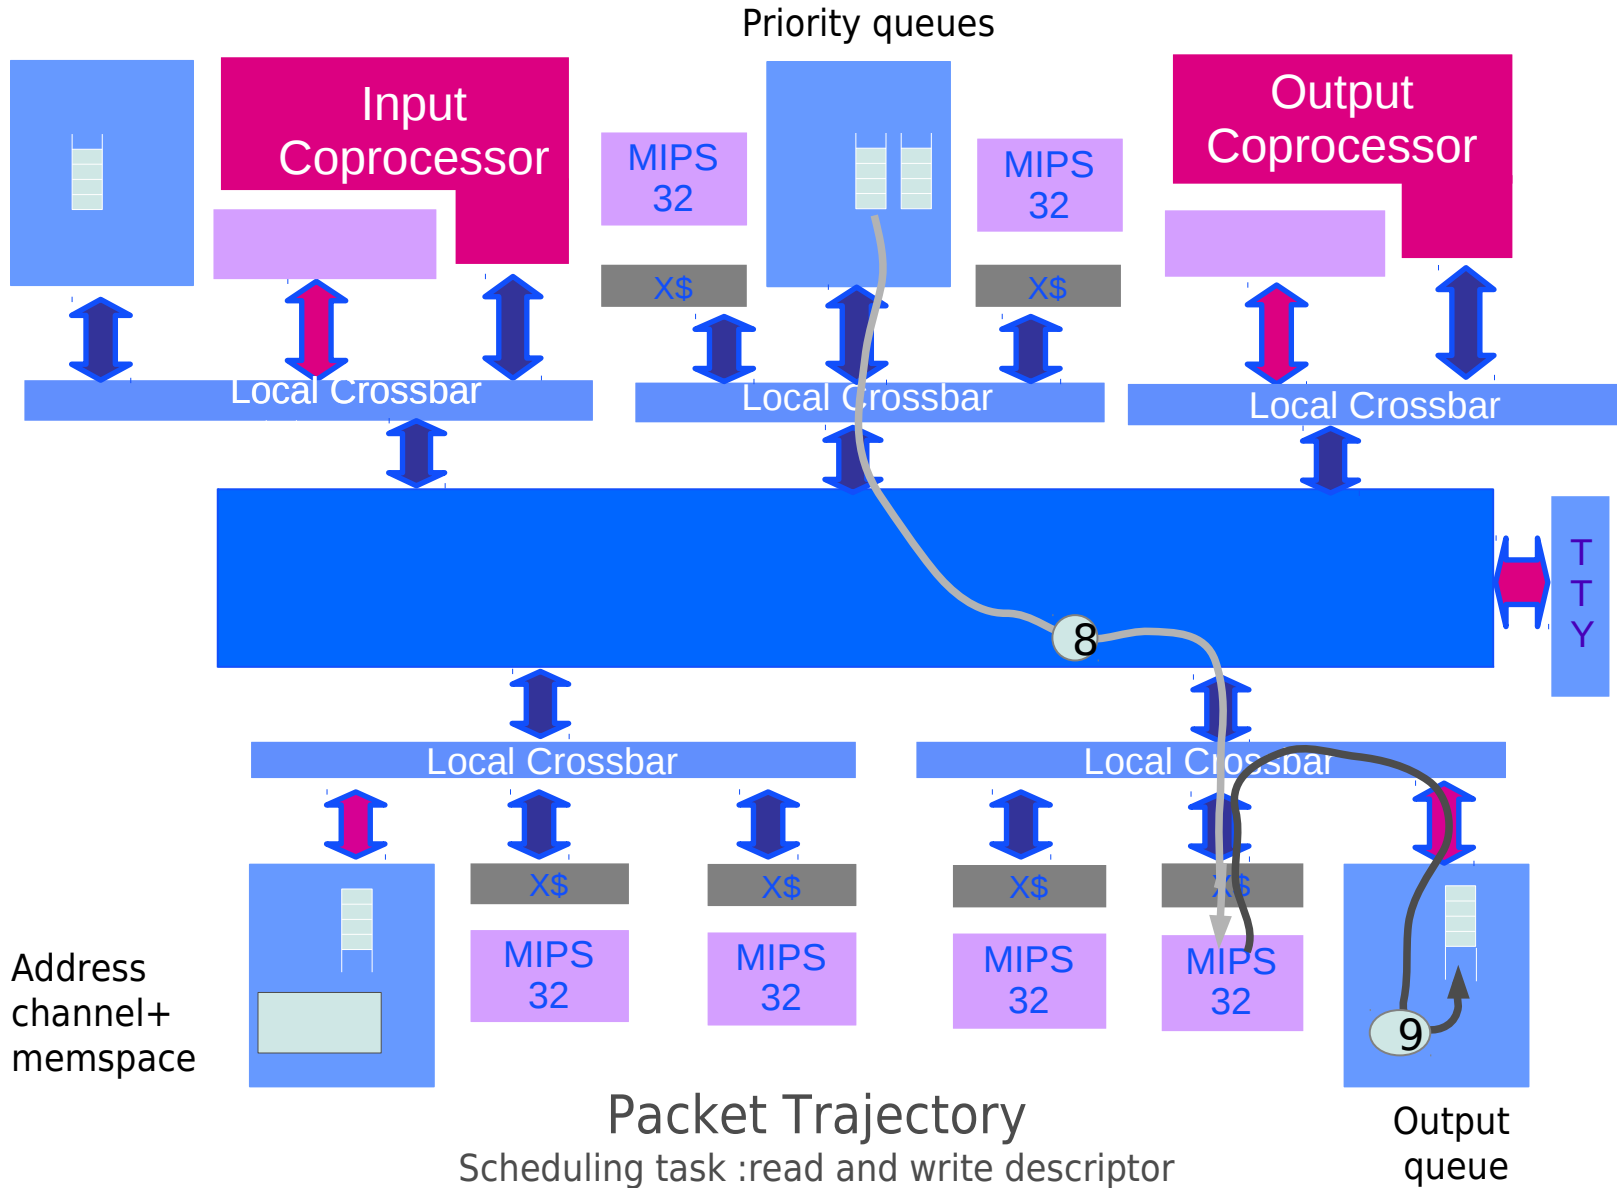 Priority queues
Input
Coprocessor
Output
Coprocessor
MIPS
32
MIPS
32
X$
X$
Local Crossbar
Local Crossbar
Local Crossbar
T
T
Y
8
Local Crossbar
Local Crossbar
X$
X$
X$
X$
MIPS
32
MIPS
32
MIPS
32
MIPS
32
Address
channel+
memspace
9
Output
queue
Packet Trajectory
Scheduling task :read and write descriptor